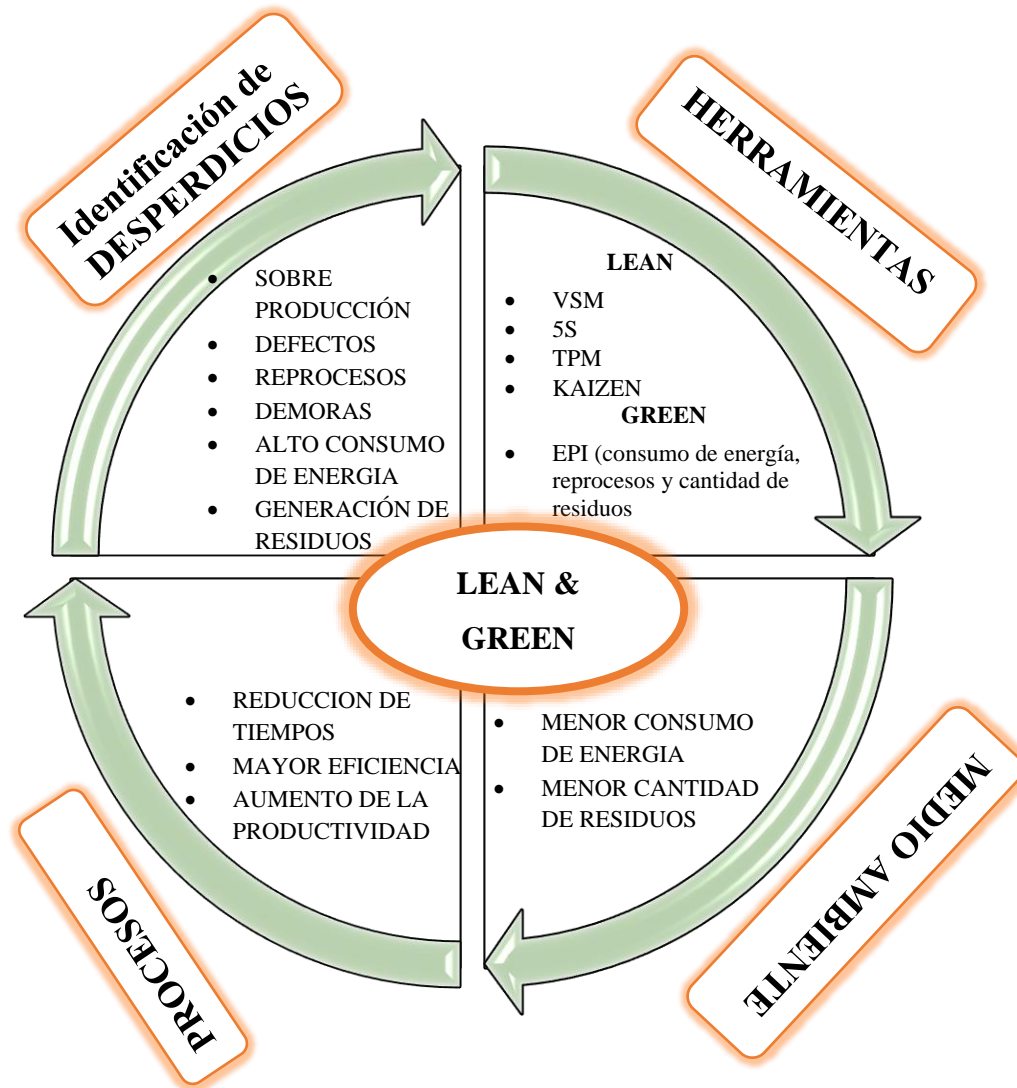 Identificación de
DESPERDICIOS
• SOBRE
PRODUCCIÓN
• DEFECTOS
• REPROCESOS
• DEMORAS
• ALTO CONSUMO
DE ENERGIA
• GENERACIÓN DE
RESIDUOS
HERRAMIENTAS
LEAN
• VSM
• 5S
• TPM
• KAIZEN
GREEN
• EPI (consumo de energía,
reprocesos y cantidad de
residuos
LEAN &
GREEN
• MENOR CONSUMO
DE ENERGIA
• MENOR CANTIDAD
DE RESIDUOS
MEDIO AMBIENTE
• REDUCCION DE
TIEMPOS
• MAYOR EFICIENCIA
• AUMENTO DE LA
PRODUCTIVIDAD
PROCESOS